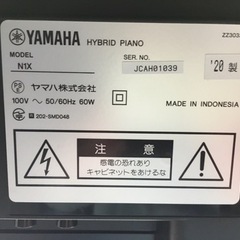 YAMAHA HYBRID PIANO ZZ303
MODEL N1X
SER NO. JCAH01039
'20 製
ヤマハ株式会社
100V ~ 50/60Hz 60W
MADE IN INDONESIA
202-SMD048
注 意
感電の恐れあり
キャビネットをあけるな